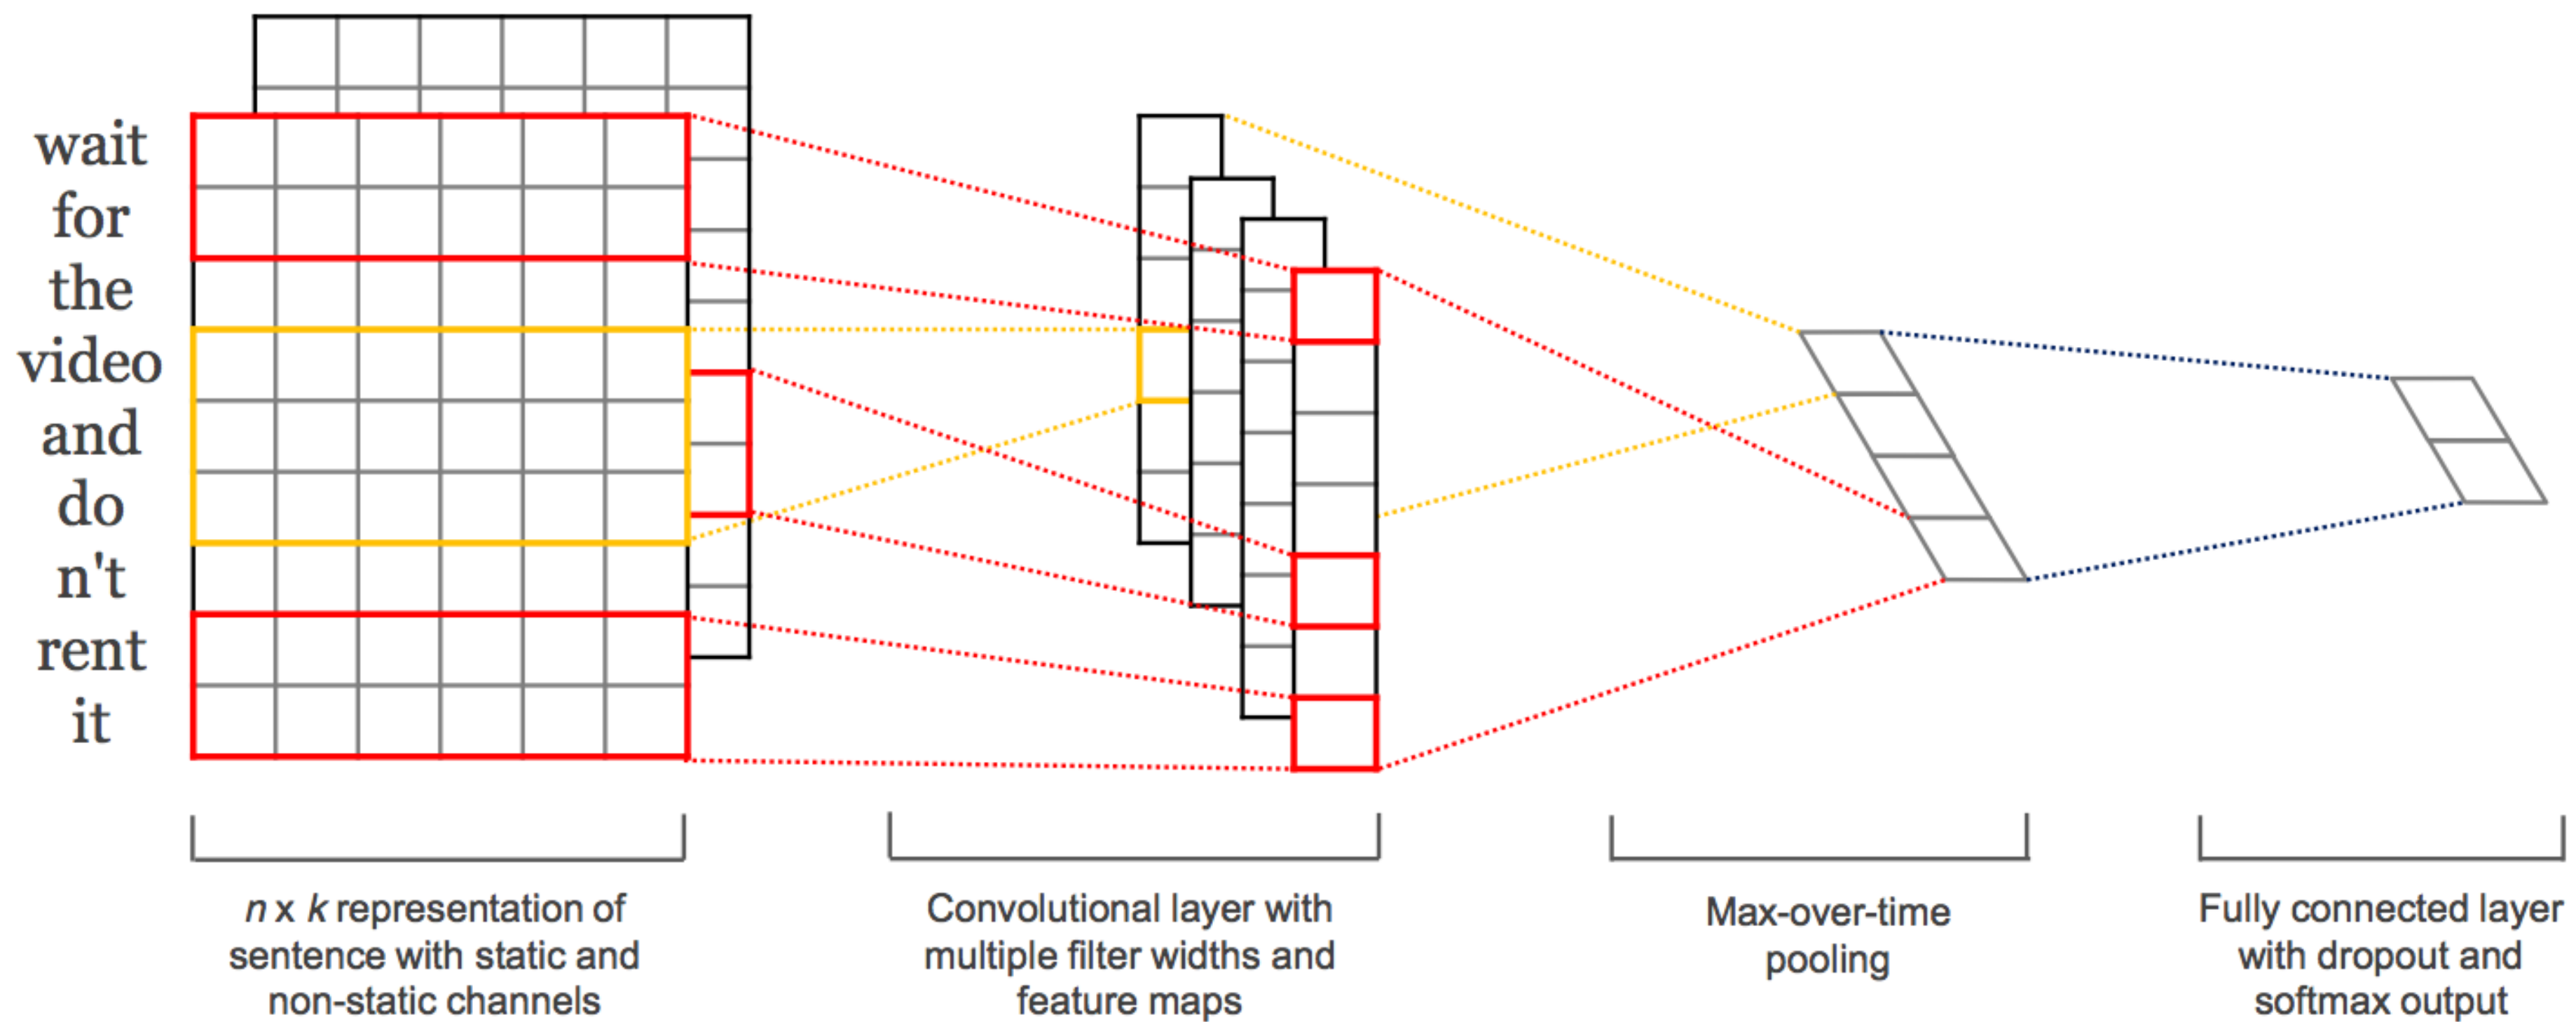 wait
for
the
video
and
do
n't
rent
it
n x k representation of
sentence with static and
non-static channels
Convolutional layer with
multiple filter widths and
feature maps
Max-over-time
pooling
Fully connected layer
with dropout and
softmax output